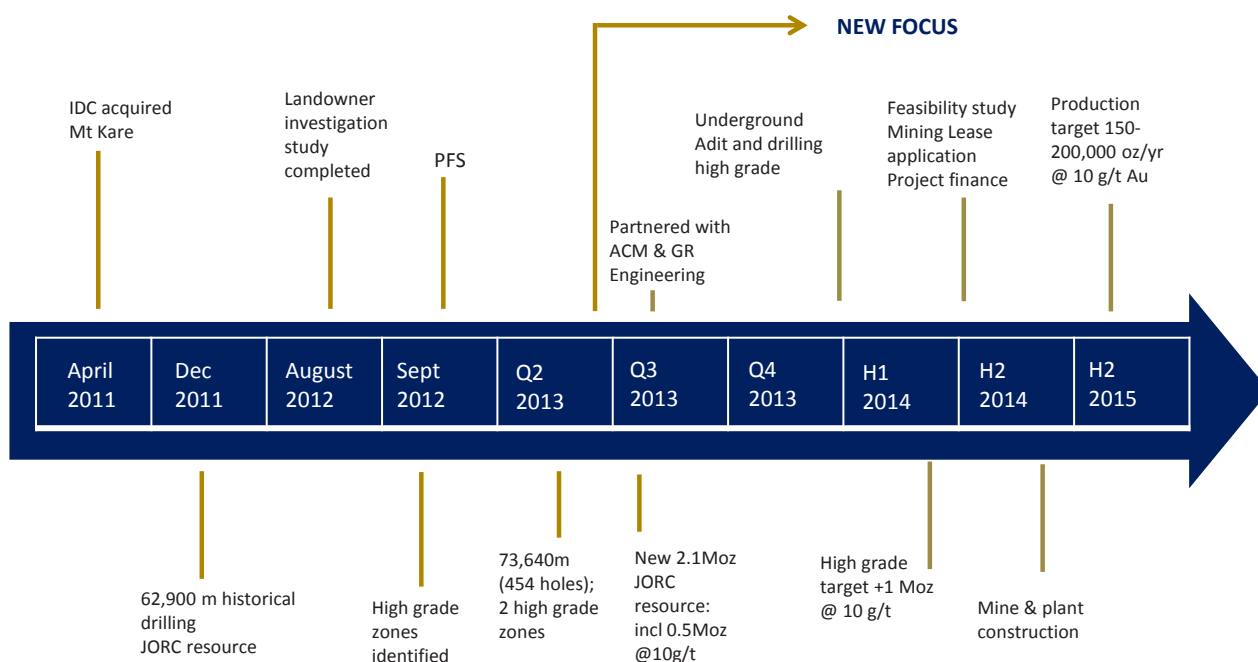 NEW FOCUS
IDC acquired
Mt Kare
Landowner
investigation
study
completed
PFS
Partnered with
ACM & GR
Engineering
Underground
Adit and drilling
high grade
Feasibility study
Mining Lease
application
Project finance
Production
target 150-
200,000 oz/yr
@ 10 g/t Au
April
2011
Dec
2011
August
2012
Sept
2012
Q2
2013
Q3
2013
Q4
2013
H1
2014
H2
2014
H2
2015
62,900 m historical
drilling
JORC resource
High grade
zones
identified
73,640m
(454 holes);
2 high grade
zones
New 2.1Moz
JORC
resource:
incl 0.5Moz
@10g/t
High grade
target +1 Moz
@ 10 g/t
Mine & plant
construction